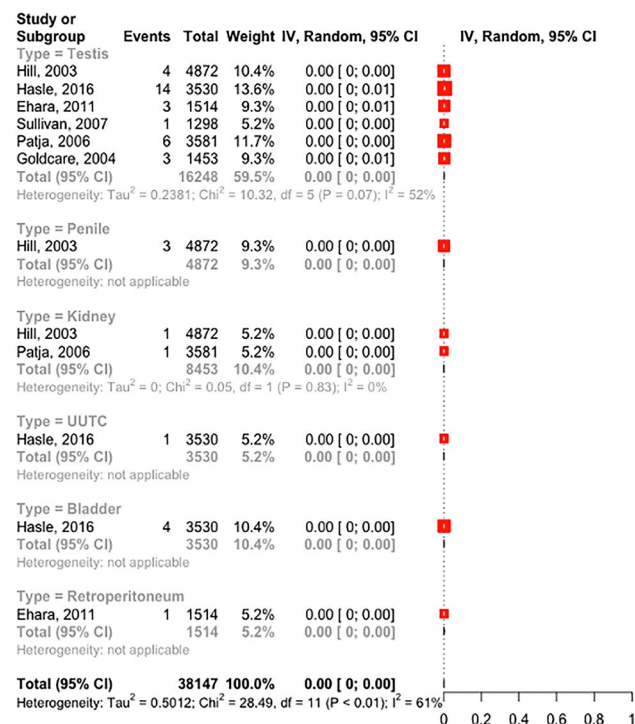 Study or
Subgroup Events Total Weight IV, Random, 95% CI IV, Random, 95% CI
Type = Testis
Hill, 2003 4 4872 10.4% 0.00 [ 0; 0.00]
Hasle, 2016 14 3530 13.6% 0.00 [ 0; 0.01]
Ehara, 2011 3 1514 9.3% 0.00 [ 0; 0.01]
Sullivan, 2007 1 1298 5.2% 0.00 [ 0; 0.00]
Patja, 2006 6 3581 11.7% 0.00 [ 0; 0.00]
Goldcare, 2004 3 1453 9.3% 0.00 [ 0; 0.01]
Total (95% CI) 16248 59.5% 0.00 [ 0; 0.00]
Heterogeneity: Tau² = 0.2381; Chi² = 10.32, df = 5 (P = 0.07); I² = 52%
Type = Penile
Hill, 2003 3 4872 9.3% 0.00 [ 0; 0.00]
Total (95% CI) 4872 9.3% 0.00 [ 0; 0.00]
Heterogeneity: not applicable
Type = Kidney
Hill, 2003 1 4872 5.2% 0.00 [ 0; 0.00]
Patja, 2006 1 3581 5.2% 0.00 [ 0; 0.00]
Total (95% CI) 8453 10.4% 0.00 [ 0; 0.00]
Heterogeneity: Tau² = 0; Chi² = 0.05, df = 1 (P = 0.83); I² = 0%
Type = UUTC
Hasle, 2016 1 3530 5.2% 0.00 [ 0; 0.00]
Total (95% CI) 3530 5.2% 0.00 [ 0; 0.00]
Heterogeneity: not applicable
Type = Bladder
Hasle, 2016 4 3530 10.4% 0.00 [ 0; 0.00]
Total (95% CI) 3530 10.4% 0.00 [ 0; 0.00]
Heterogeneity: not applicable
Type = Retroperitoneum
Ehara, 2011 1 1514 5.2% 0.00 [ 0; 0.00]
Total (95% CI) 1514 5.2% 0.00 [ 0; 0.00]
Heterogeneity: not applicable
Total (95% CI) 38147 100.0% 0.00 [ 0; 0.00]
Heterogeneity: Tau² = 0.5012; Chi² = 28.49, df = 11 (P < 0.01); I² = 61%
0 0.2 0.4 0.6 0.8 1